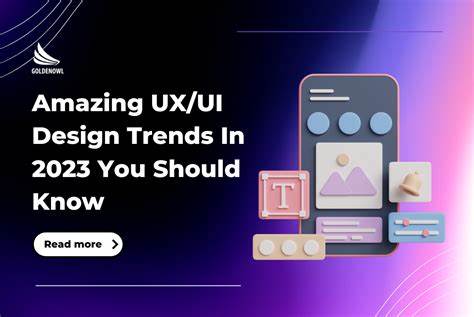 GOLDENOWL
Amazing UX/UI
Design Trends In
2023 You Should
Know
Read more
T